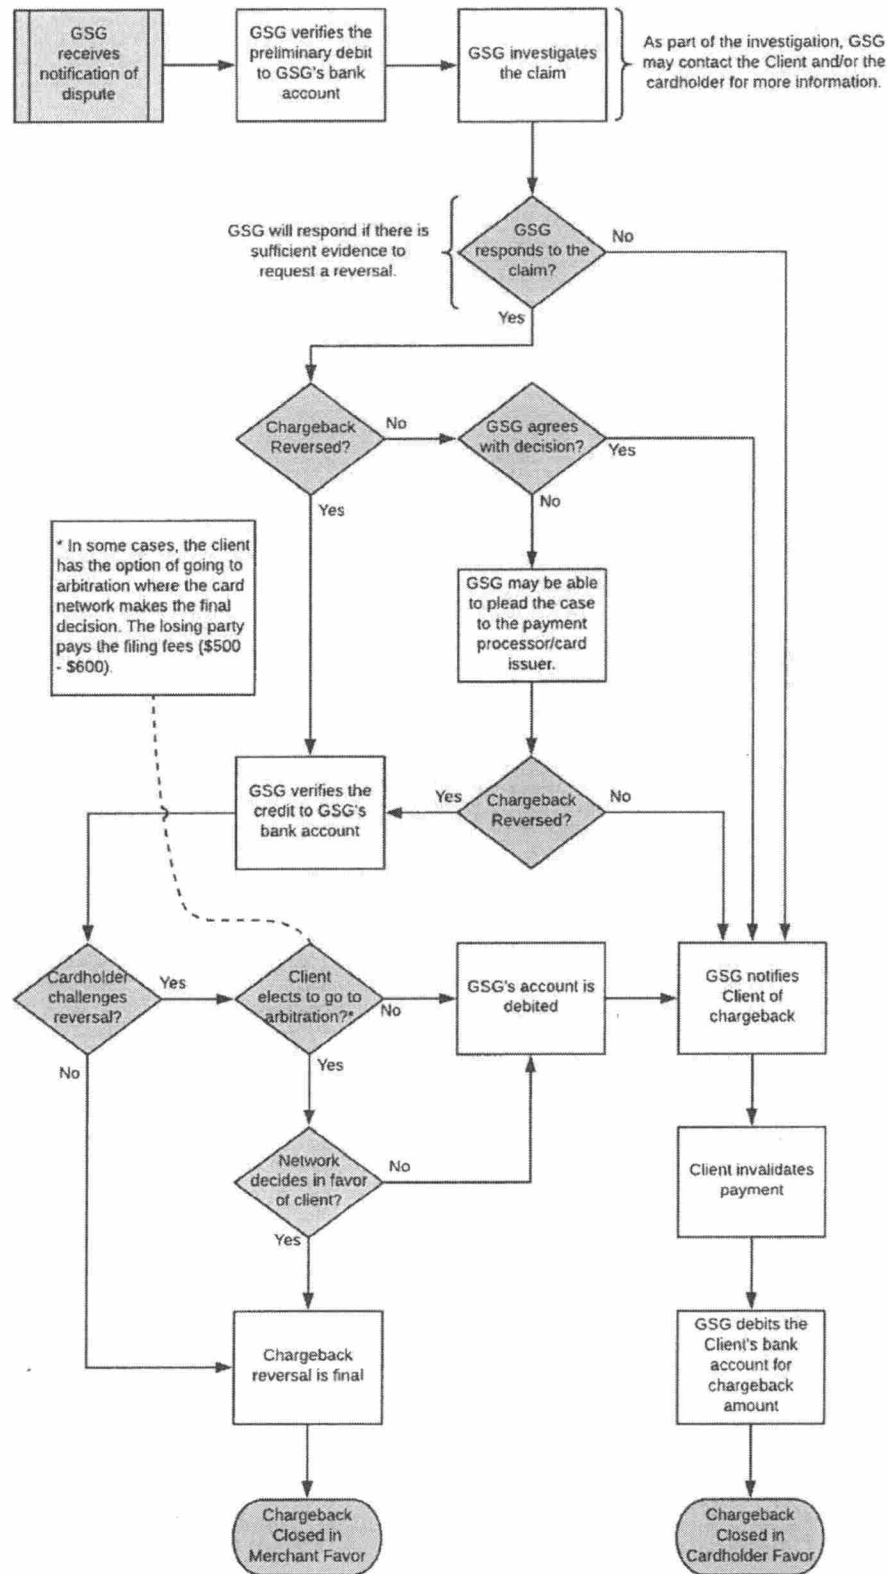 GSG
receives
notification of
dispute
GSG verifies the
preliminary debit
to GSG's bank
account
GSG investigates
the claim
As part of the investigation, GSG
may contact the Client and/or the
cardholder for more information.
GSG will respond if there is
sufficient evidence to
request a reversal.
GSG
responds to the
claim?
No
Yes
Chargeback
Reversed?
No
GSG agrees
with decision?
Yes
Yes
No
* In some cases, the client
has the option of going to
arbitration where the card
network makes the final
decision. The losing party
pays the filing fees ($500
- $600).
GSG may be able
to plead the case
to the payment
processor/card
issuer.
GSG verifies the
credit to GSG's
bank account
Yes
Chargeback
Reversed?
No
Cardholder
challenges
reversal?
Yes
Client
elects to go to
arbitration?*
No
GSG's account is
debited
GSG notifies
Client of
chargeback
No
Yes
Network
decides in favor
of client?
No
Client invalidates
payment
Yes
Chargeback
reversal is final
GSG debits the
Client's bank
account for
chargeback
amount
Chargeback
Closed in
Merchant Favor
Chargeback
Closed in
Cardholder Favor